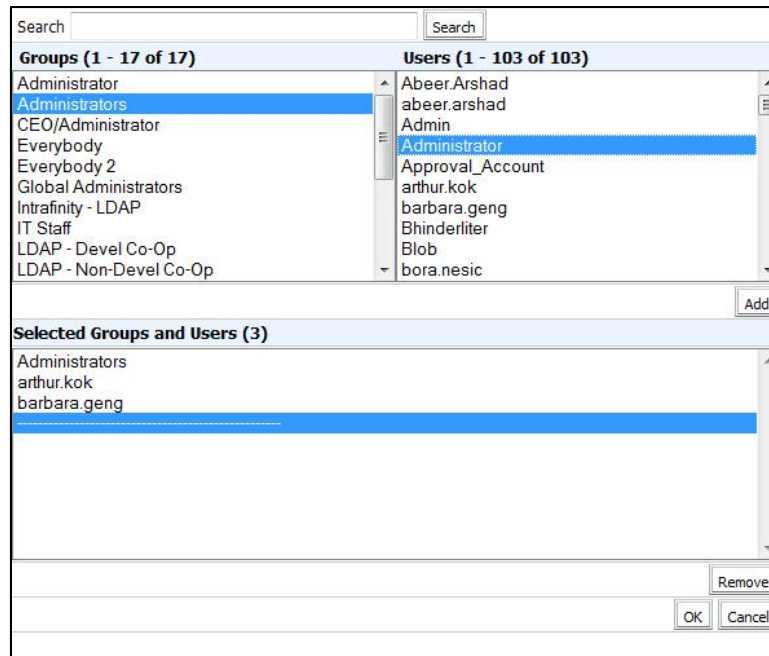 Search Search
Groups (1 - 17 of 17)
Administrator
Administrators
CEO/Administrator
Everybody
Everybody 2
Global Administrators
Intrafinity - LDAP
IT Staff
LDAP - Devel Co-Op
LDAP - Non-Devel Co-Op
Users (1 - 103 of 103)
Abeer.Arshad
abeer.arshad
Admin
Administrator
Approval_Account
arthur.kok
barbara.geng
Bhinderliter
Blob
bora.nesic
Add
Selected Groups and Users (3)
Administrators
arthur.kok
barbara.geng
--------------------------------------------------
Remove
OK Cancel